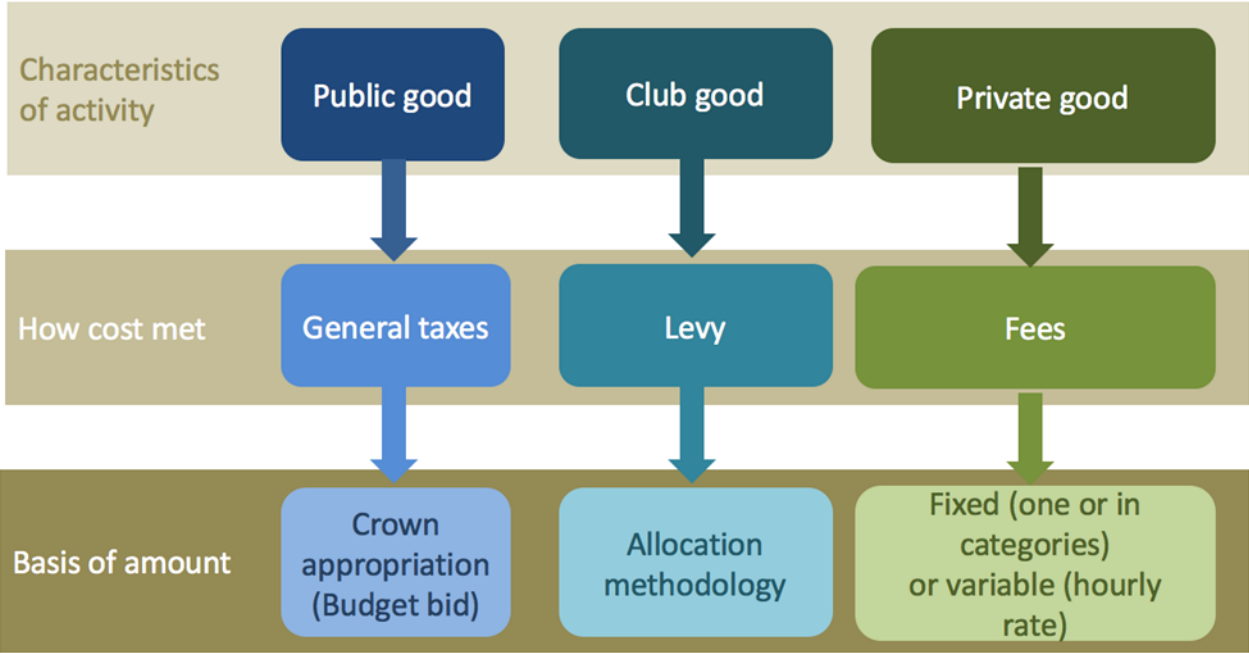 Characteristics
of activity
Public good
Club good
Private good
How cost met
General taxes
Levy
Fees
Basis of amount
Crown
appropriation
(Budget bid)
Allocation
methodology
Fixed (one or in
categories)
or variable (hourly
rate)